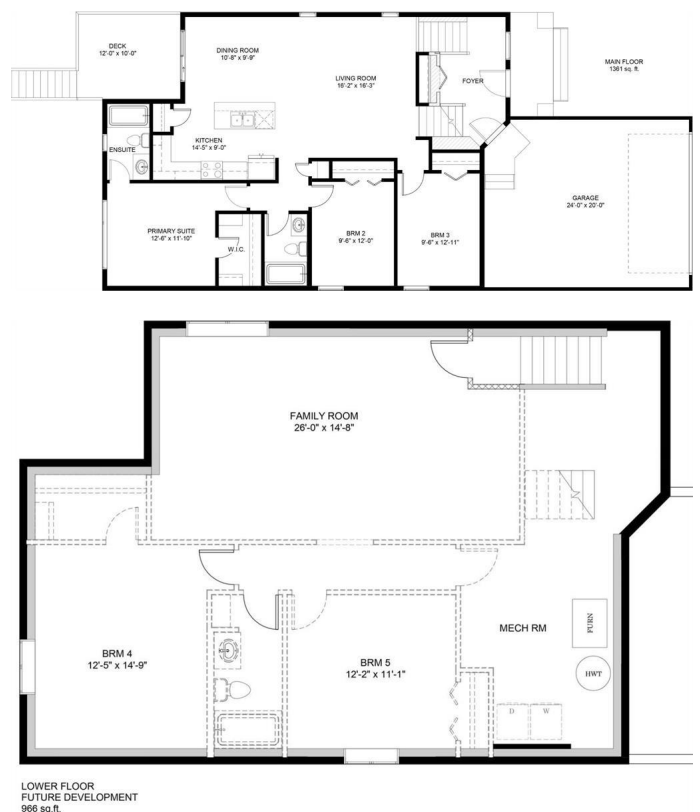 DECK
12'-0" x 10'-0"
DINING ROOM
10'-8" x 9'-9"
LIVING ROOM
16'-2" x 16'-3"
FOYER
MAIN FLOOR
1361 sq. ft.
ENSUITE
KITCHEN
14'-5" x 9'-0"
PRIMARY SUITE
12'-6" x 11'-10"
W.I.C.
BRM 2
9'-6" x 12'-0"
BRM 3
9'-6" x 12'-11"
GARAGE
24'-0" x 20'-0"
FAMILY ROOM
26'-0" x 14'-8"
BRM 4
12'-5" x 14'-9"
BRM 5
12'-2" x 11'-1"
MECH RM
FURN
HWT
D W
LOWER FLOOR
FUTURE DEVELOPMENT
966 sq.ft.